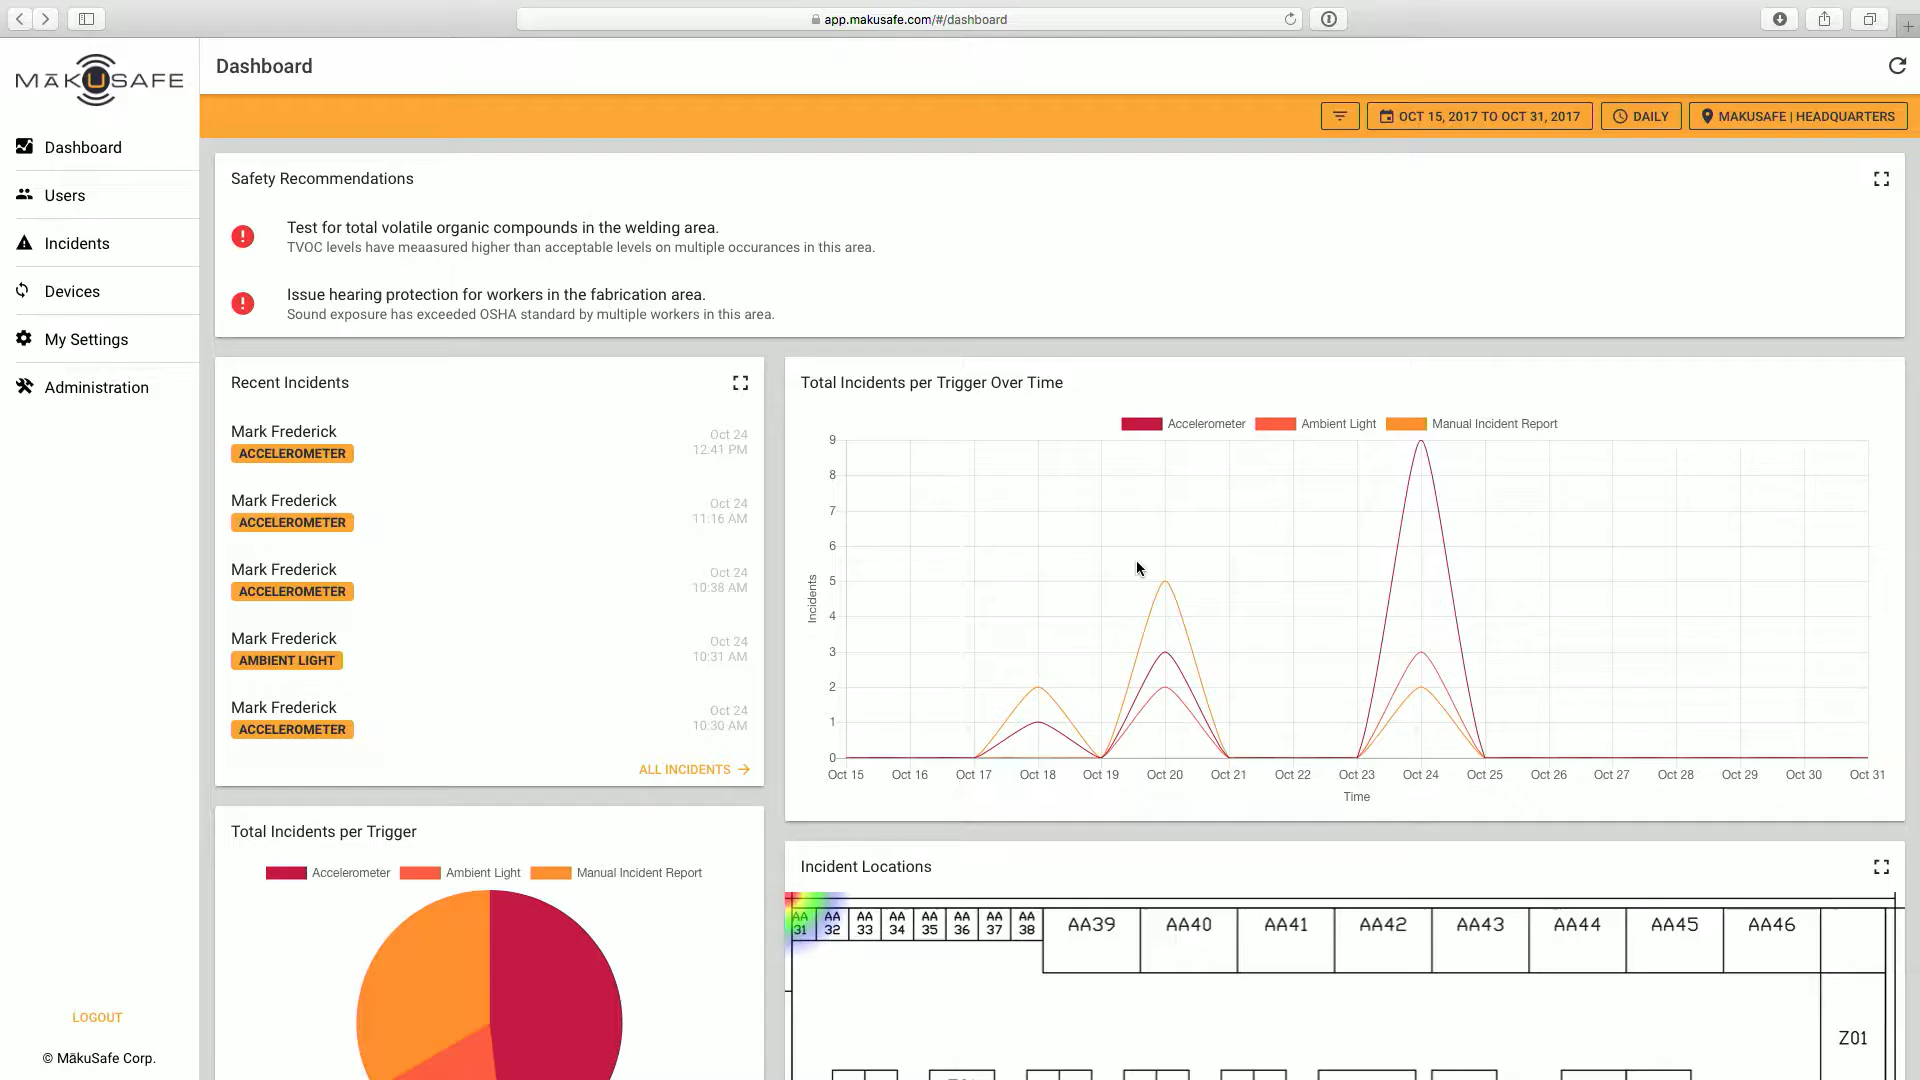 app.makusafe.com/#/dashboard
MĀKUSAFE
Dashboard
OCT 15, 2017 TO OCT 31, 2017
DAILY
MAKUSAFE | HEADQUARTERS
Dashboard
Users
Incidents
Devices
My Settings
Administration
LOGOUT
© MākuSafe Corp.
Safety Recommendations
Test for total volatile organic compounds in the welding area.
TVOC levels have meaasured higher than acceptable levels on multiple occurances in this area.
Issue hearing protection for workers in the fabrication area.
Sound exposure has exceeded OSHA standard by multiple workers in this area.
Recent Incidents
Mark Frederick
ACCELEROMETER
Oct 24
12:41 PM
Mark Frederick
ACCELEROMETER
Oct 24
11:16 AM
Mark Frederick
ACCELEROMETER
Oct 24
10:38 AM
Mark Frederick
AMBIENT LIGHT
Oct 24
10:31 AM
Mark Frederick
ACCELEROMETER
Oct 24
10:30 AM
ALL INCIDENTS
Total Incidents per Trigger Over Time
Accelerometer
Ambient Light
Manual Incident Report
9
8
7
6
5
4
3
2
1
0
Incidents
Oct 15 Oct 16 Oct 17 Oct 18 Oct 19 Oct 20 Oct 21 Oct 22 Oct 23 Oct 24 Oct 25 Oct 26 Oct 27 Oct 28 Oct 29 Oct 30 Oct 31
Time
Total Incidents per Trigger
Accelerometer
Ambient Light
Manual Incident Report
Incident Locations
AA AA AA AA AA AA AA AA
31 32 33 34 35 36 37 38
AA39 AA40 AA41 AA42 AA43 AA44 AA45 AA46
Z01